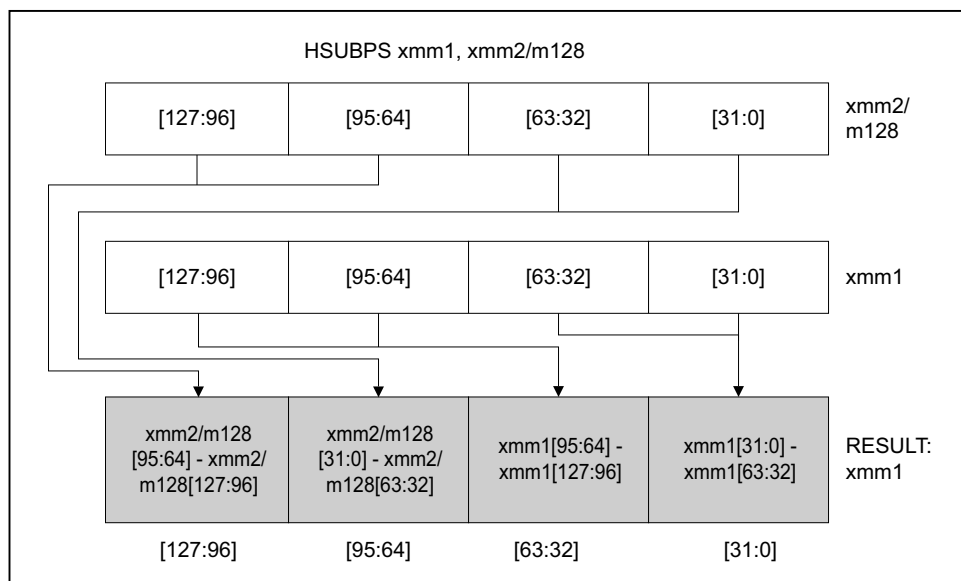 HSUBPS xmm1, xmm2/m128
[127:96] [95:64] [63:32] [31:0]
xmm2/
m128
[127:96] [95:64] [63:32] [31:0] xmm1
xmm2/m128
[95:64] - xmm2/
m128[127:96]
xmm2/m128
[31:0] - xmm2/
m128[63:32]
xmm1[95:64] -
xmm1[127:96]
xmm1[31:0] -
xmm1[63:32]
RESULT:
xmm1
[127:96] [95:64] [63:32] [31:0]